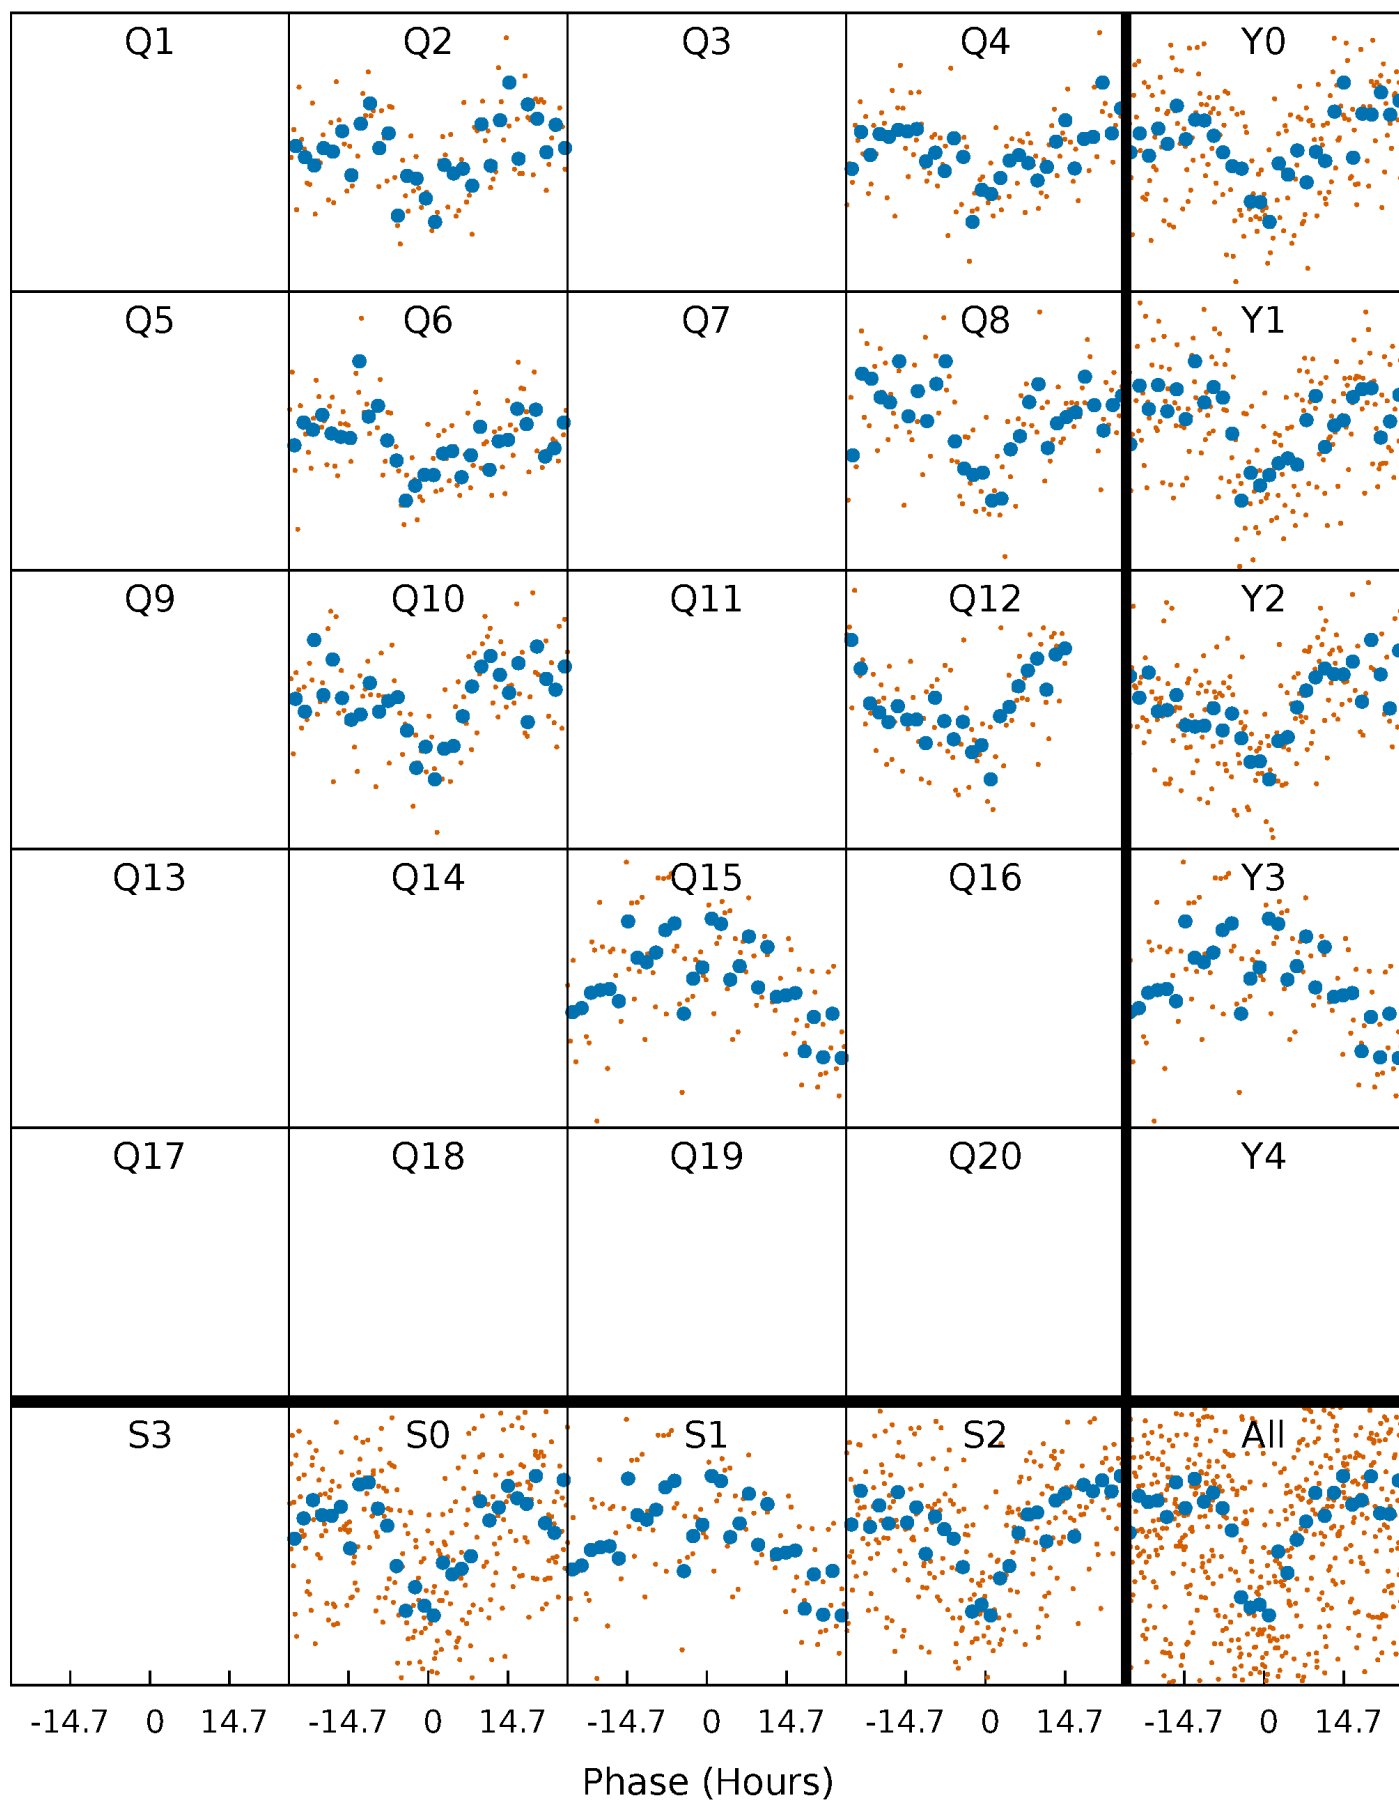 Q1 Q2 Q3 Q4 Y0
Q5 Q6 Q7 Q8 Y1
Q9 Q10 Q11 Q12 Y2
Q13 Q14 Q15 Q16 Y3
Q17 Q18 Q19 Q20 Y4
S3 S0 S1 S2 All
-14.7 0 14.7 -14.7 0 14.7 -14.7 0 14.7 -14.7 0 14.7 -14.7 0 14.7
Phase (Hours)